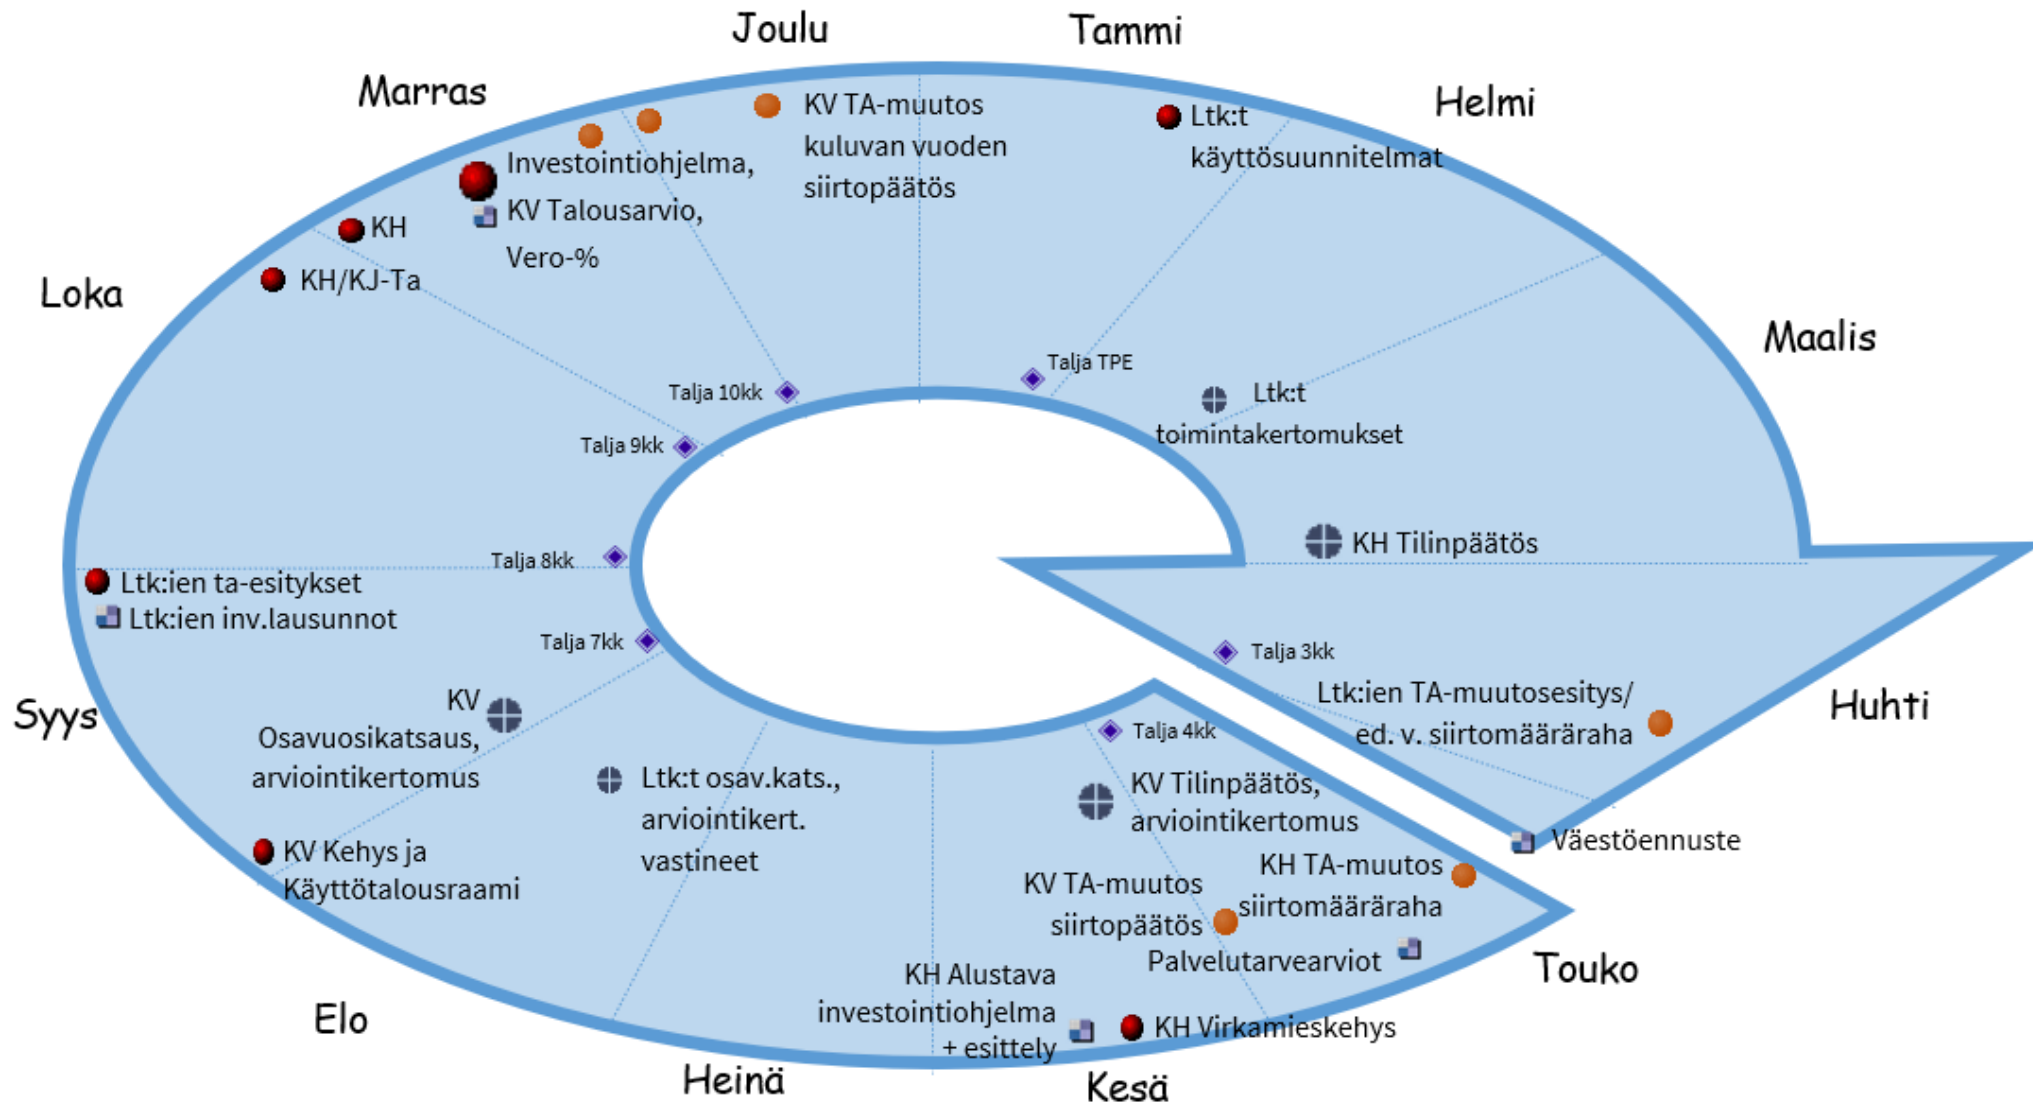 Joulu
Tammi
Marras
Helmi
KV TA-muutos
kuluvan vuoden
siirtopäätös
Ltk:t
käyttösuunnitelmat
Investointiohjelma,
KV Talousarvio,
Vero-%
KH
KH/KJ-Ta
Loka
Maalis
Talja TPE
Talja 10kk
Ltk:t
toimintakertomukset
Talja 9kk
KH Tilinpäätös
Talja 8kk
Ltk:ien ta-esitykset
Ltk:ien inv.lausunnot
Talja 7kk
Talja 3kk
Syys
KV
Osavuosikatsaus,
arviointikertomus
Ltk:ien TA-muutosesitys/
ed. v. siirtomääräraha
Huhti
Talja 4kk
Ltk:t osav.kats.,
arviointikert.
vastineet
KV Tilinpäätös,
arviointikertomus
Väestöennuste
KV Kehys ja
Käyttötalousraami
KH TA-muutos
siirtomääräraha
KV TA-muutos
siirtopäätös
Palvelutarvearviot
Touko
KH Alustava
investointiohjelma
+ esittely
KH Virkamieskehys
Elo
Heinä
Kesä